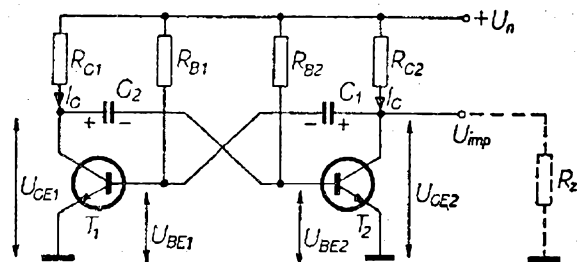 +U_n
R_C1
R_B1
R_B2
R_C2
I_C
C_2
C_1
I_C
+ -
- +
U_imp
U_CE1
T_1
U_BE1
U_BE2
T_2
U_CE2
R_z